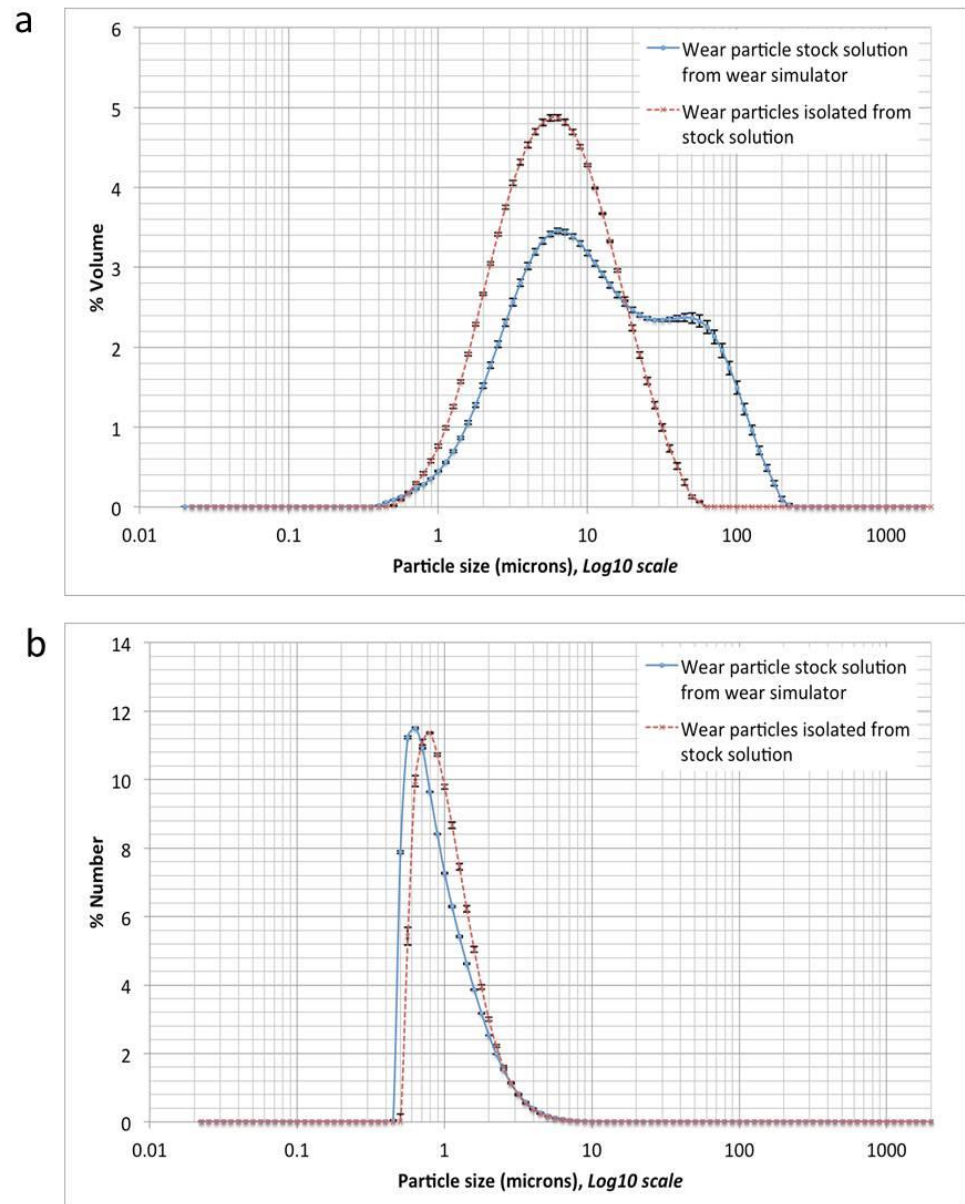 a
6
5
4
3
2
1
0
% Volume
Wear particle stock solution
from wear simulator
Wear particles isolated from
stock solution
0.01 0.1 1 10 100 1000
Particle size (microns), Log10 scale
b
14
12
10
8
6
4
2
0
% Number
Wear particle stock solution
from wear simulator
Wear particles isolated from
stock solution
0.01 0.1 1 10 100 1000
Particle size (microns), Log10 scale